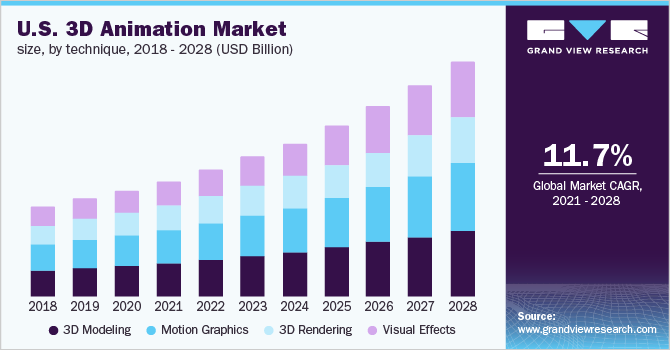 U.S. 3D Animation Market
size, by technique, 2018 - 2028 (USD Billion)
GRAND VIEW RESEARCH
11.7%
Global Market CAGR,
2021 - 2028
2018 2019 2020 2021 2022 2023 2024 2025 2026 2027 2028
3D Modeling Motion Graphics 3D Rendering Visual Effects
Source:
www.grandviewresearch.com